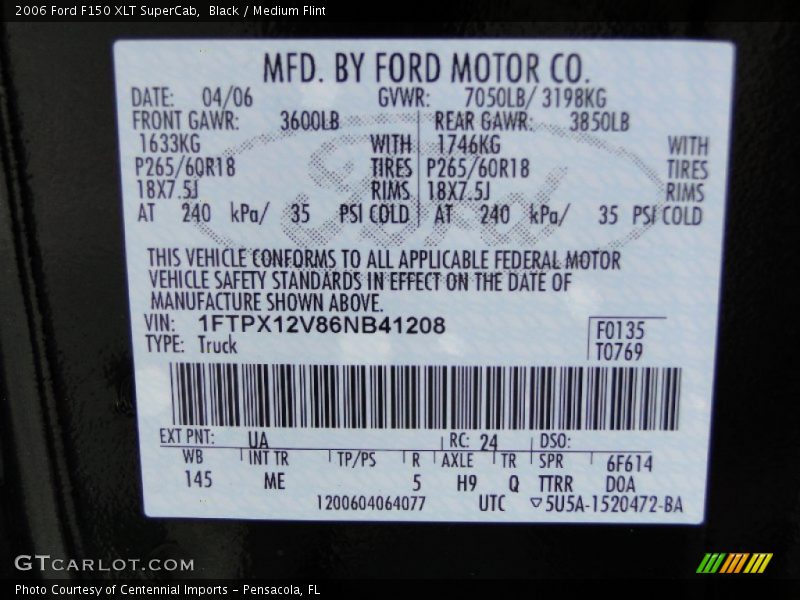 2006 Ford F150 XLT SuperCab,  Black / Medium Flint
MFD. BY FORD MOTOR CO.
DATE: 04/06 GVWR: 7050LB/ 3198KG
FRONT GAWR: 3600LB REAR GAWR: 3850LB
1633KG WITH 1746KG WITH
P265/60R18 TIRES P265/60R18 TIRES
18X7.5J RIMS 18X7.5J RIMS
AT 240 kPa/ 35 PSI COLD AT 240 kPa/ 35 PSI COLD
Ford
THIS VEHICLE CONFORMS TO ALL APPLICABLE FEDERAL MOTOR
VEHICLE SAFETY STANDARDS IN EFFECT ON THE DATE OF
MANUFACTURE SHOWN ABOVE.
VIN: 1FTPX12V86NB41208
TYPE: Truck
F0135
T0769
EXT PNT: UA RC: 24 DSO:
WB INT TR TP/PS R AXLE TR SPR 6F614
145 ME 5 H9 Q TTRR DOA
1200604064077 UTC ▽5U5A-1520472-BA
GTCARLOT.COM
Photo Courtesy of Centennial Imports – Pensacola, FL